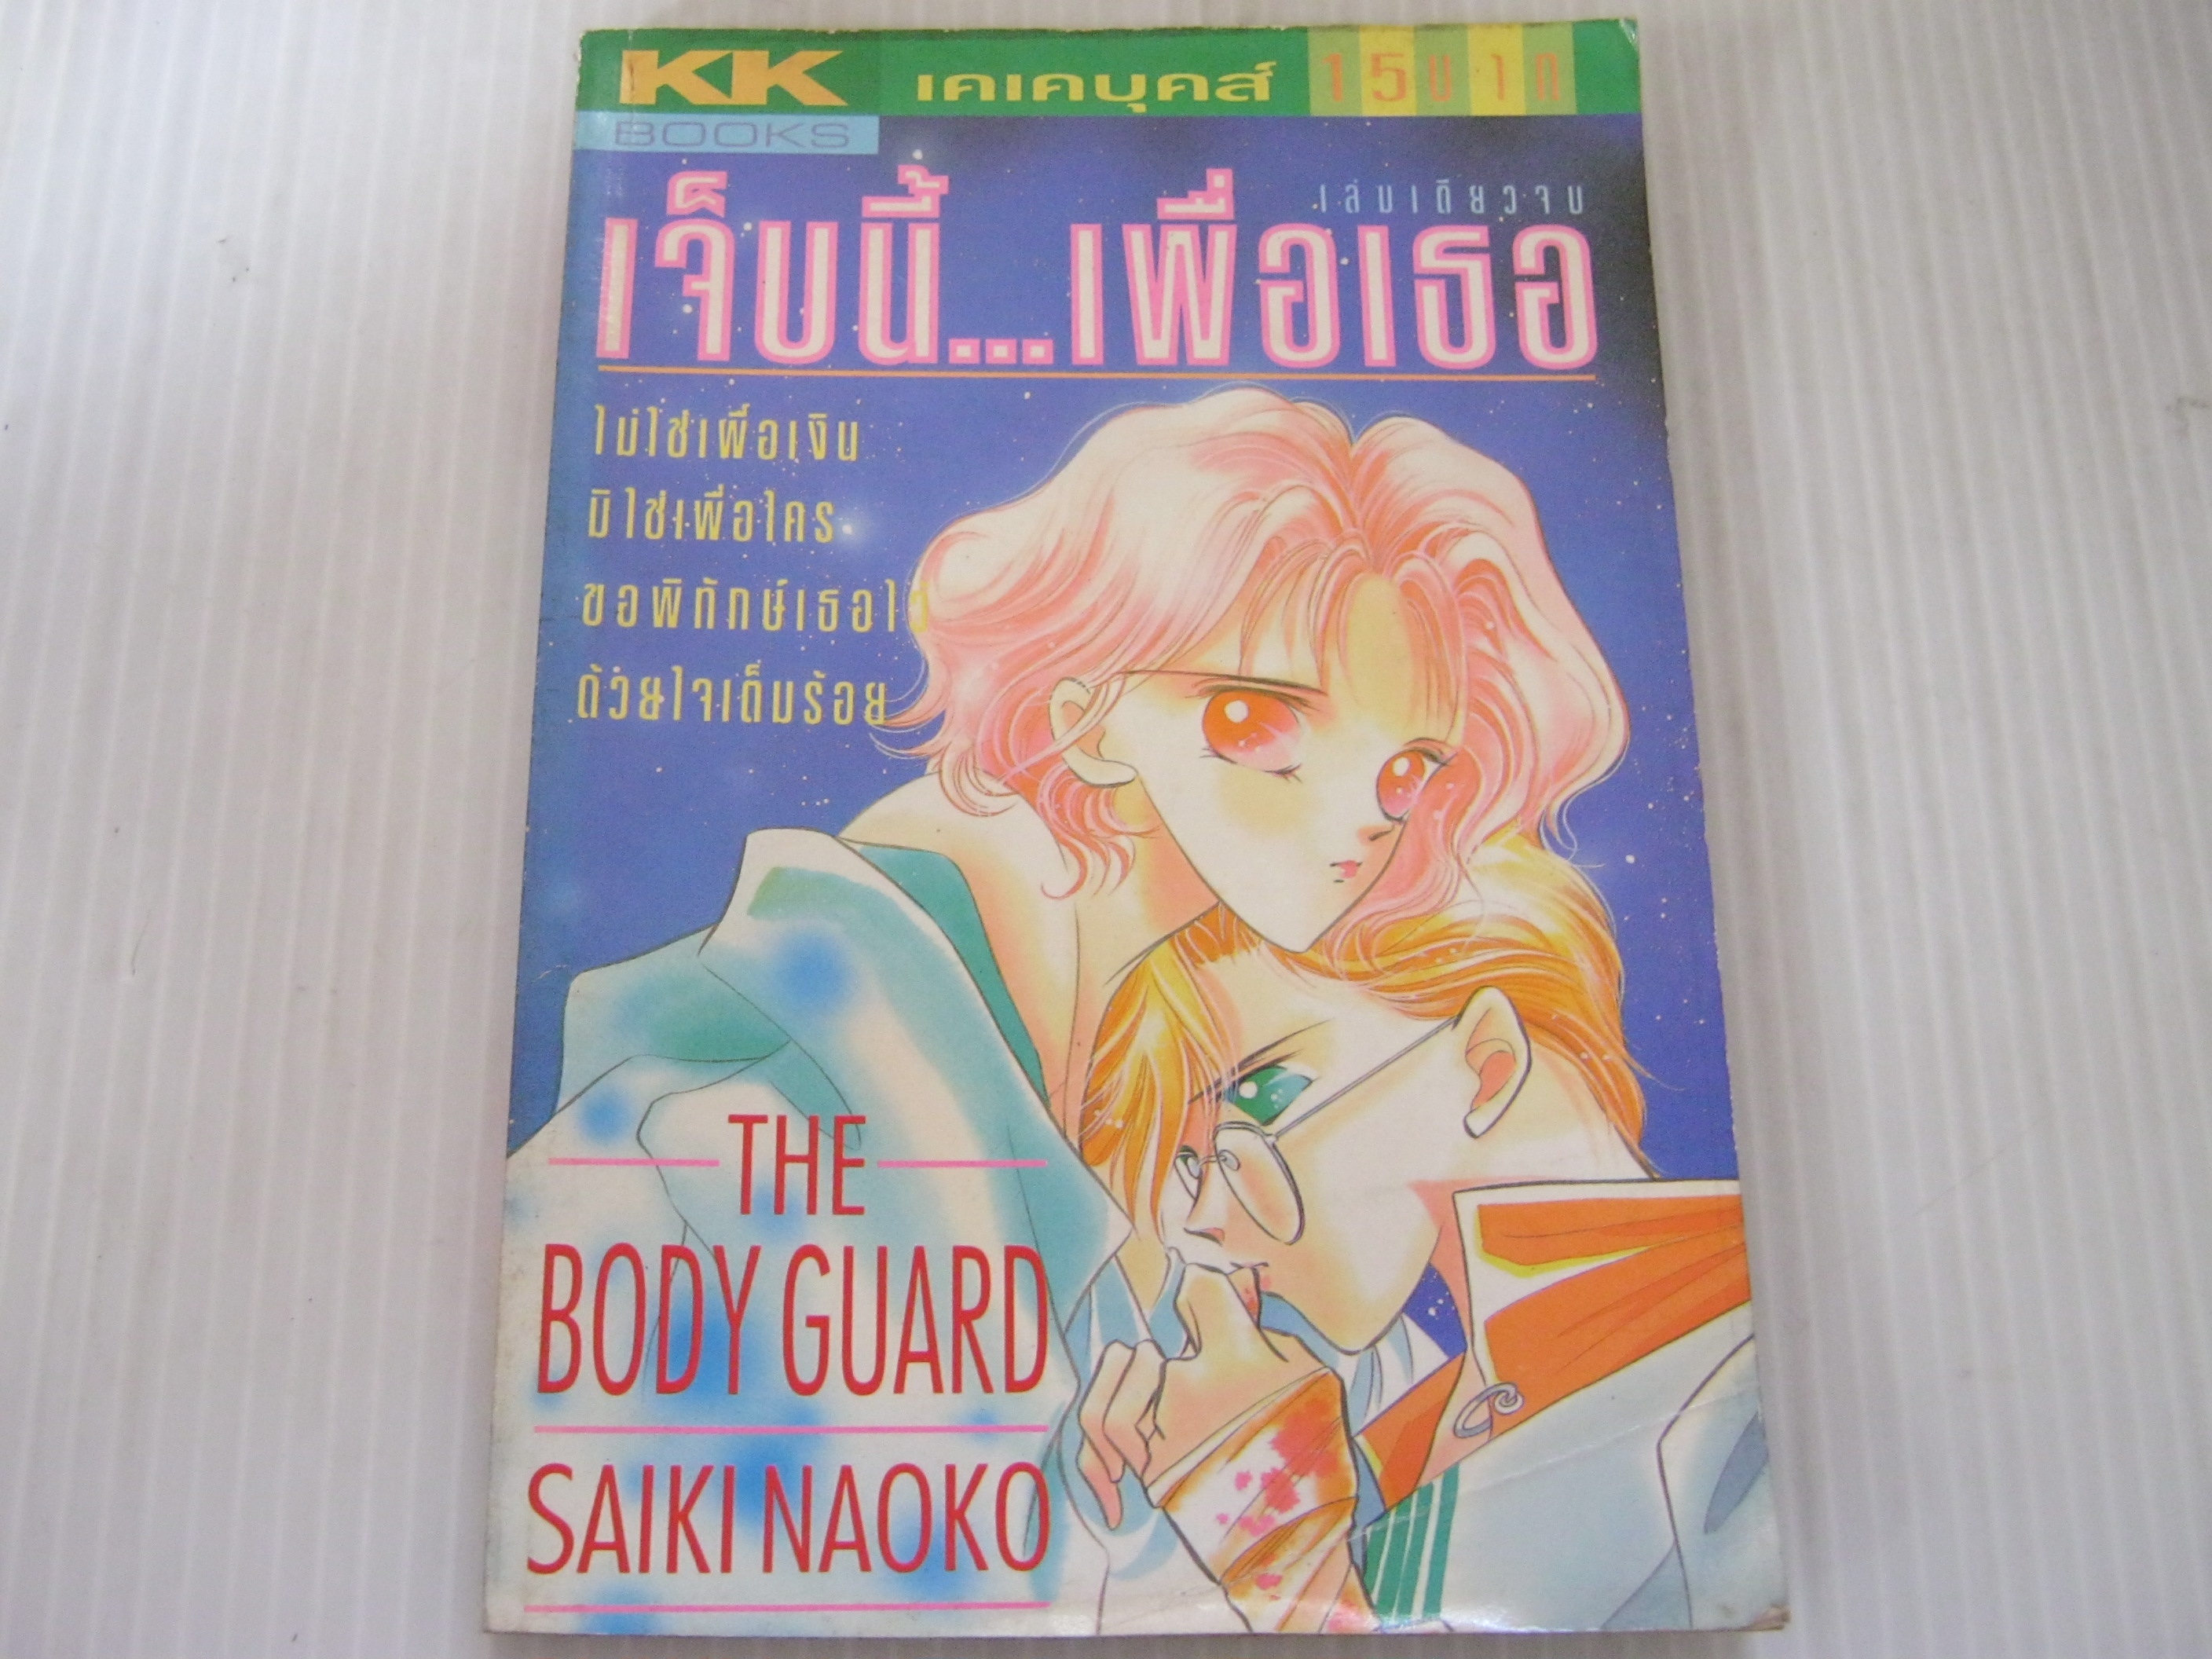 KK เคเคบุคส์ 15บาท
BOOKS
เล่มเดียวจบ
เจ็บนี้...เพื่อเธอ
ไม่ใช่เพื่อเงิน
มิใช่เพื่อใคร
ขอพิทักษ์เธอไว้
ด้วยใจเต็มร้อย
THE
BODY GUARD
SAIKI NAOKO